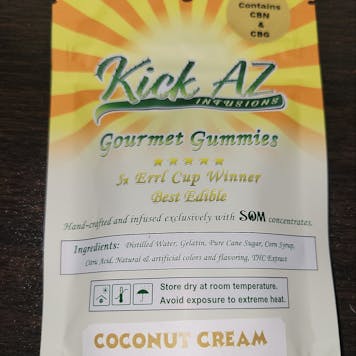 Contains
CBN
&
CBG
Kick AZ
INFUSIONS
Gourmet Gummies
3x Errl Cup Winner
Best Edible
Hand-crafted and infused exclusively with SOM concentrates.
Ingredients: Distilled Water, Gelatin, Pure Cane Sugar, Corn Syrup,
Citric Acid, Natural & artificial colors and flavoring, THC Extract
Store dry at room temperature.
Avoid exposure to extreme heat.
COCONUT CREAM